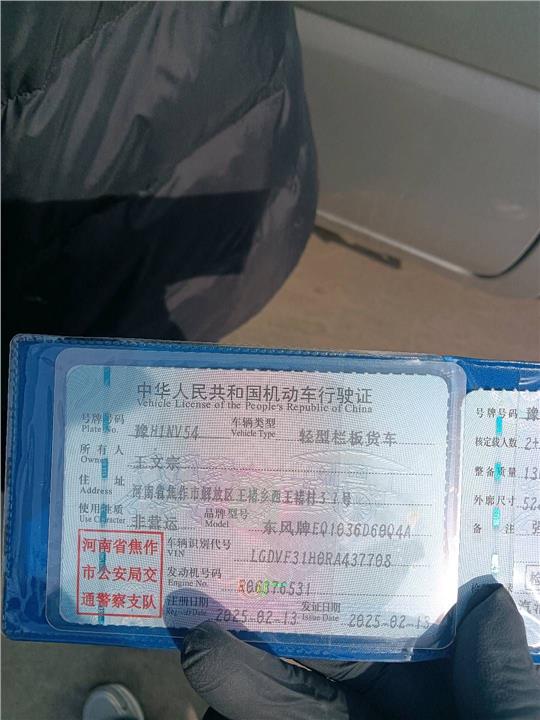 中华人民共和国机动车行驶证
Vehicle License of the People's Republic of China
号牌号码 豫H1NV54 车辆类型 轻型栏板货车
Plate No. Vehicle Type
所有人 王文宗
Owner
住址 河南省焦作市解放区王褚乡西王褚村
Address
使用性质 非营运 品牌型号 东风牌EQ1036D60Q4A
Use Character Model
河南省焦作
市公安局交
通警察支队
车辆识别代号 LGDVF31H0RA437708
VIN
发动机号码 R06376531
Engine No.
注册日期 2025-02-13 发证日期 2025-02-13
Register Date Issue Date
号牌号码 豫
核定载人数 2+
整备质量 13
外廓尺寸 52
备注 强